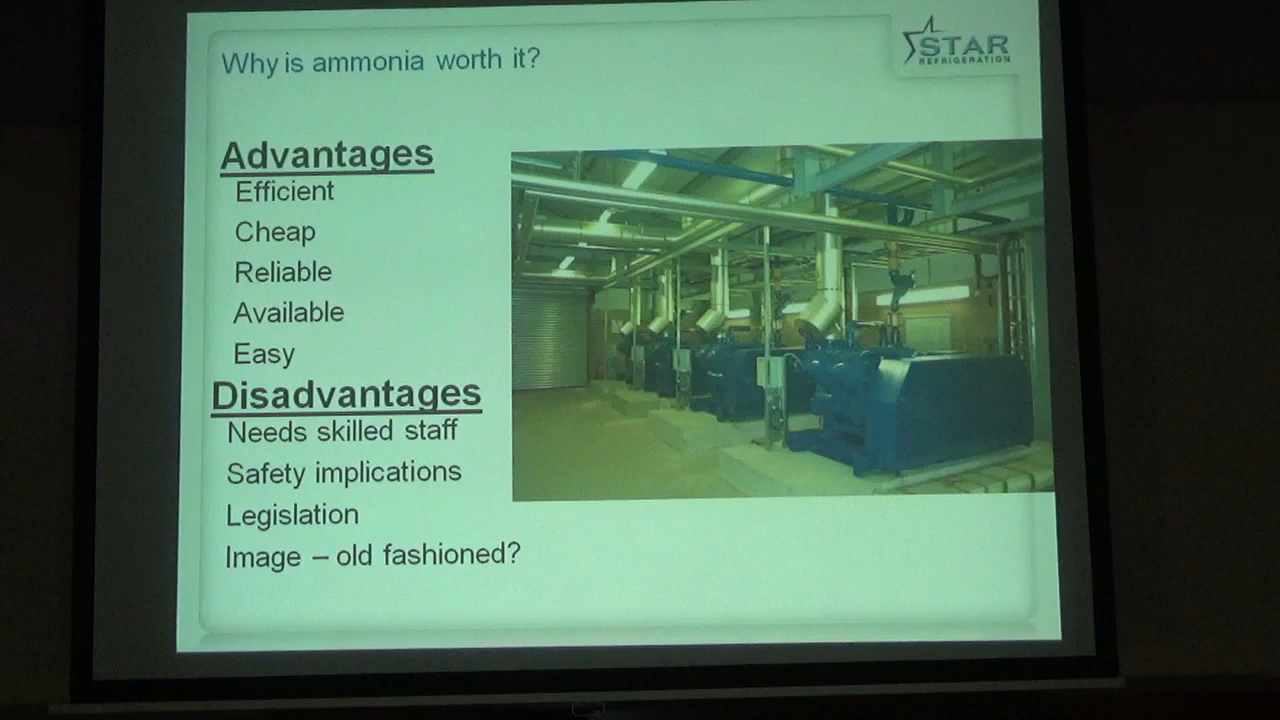 Why is ammonia worth it?
STAR
REFRIGERATION
Advantages
Efficient
Cheap
Reliable
Available
Easy
Disadvantages
Needs skilled staff
Safety implications
Legislation
Image – old fashioned?